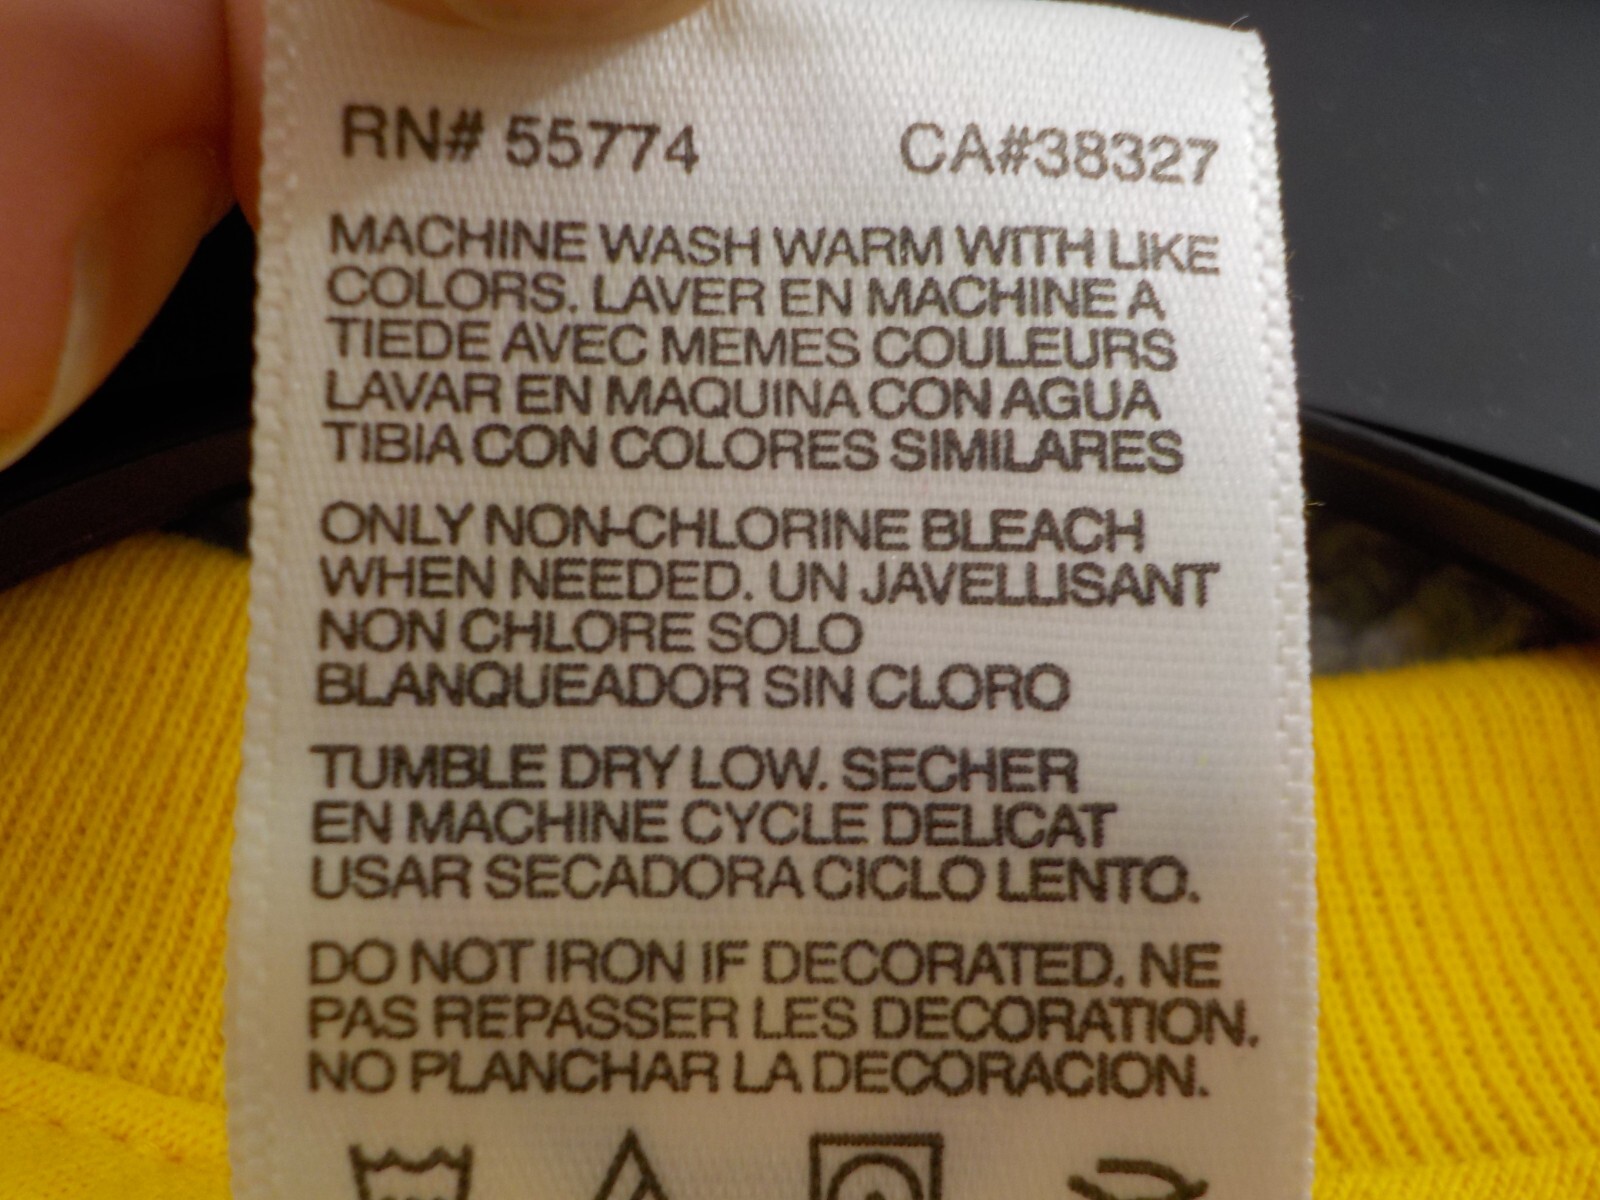 RN# 55774 CA#38327
MACHINE WASH WARM WITH LIKE
COLORS. LAVER EN MACHINE A
TIEDE AVEC MEMES COULEURS
LAVAR EN MAQUINA CON AGUA
TIBIA CON COLORES SIMILARES
ONLY NON-CHLORINE BLEACH
WHEN NEEDED. UN JAVELLISANT
NON CHLORE SOLO
BLANQUEADOR SIN CLORO
TUMBLE DRY LOW. SECHER
EN MACHINE CYCLE DELICAT
USAR SECADORA CICLO LENTO.
DO NOT IRON IF DECORATED. NE
PAS REPASSER LES DECORATION.
NO PLANCHAR LA DECORACION.